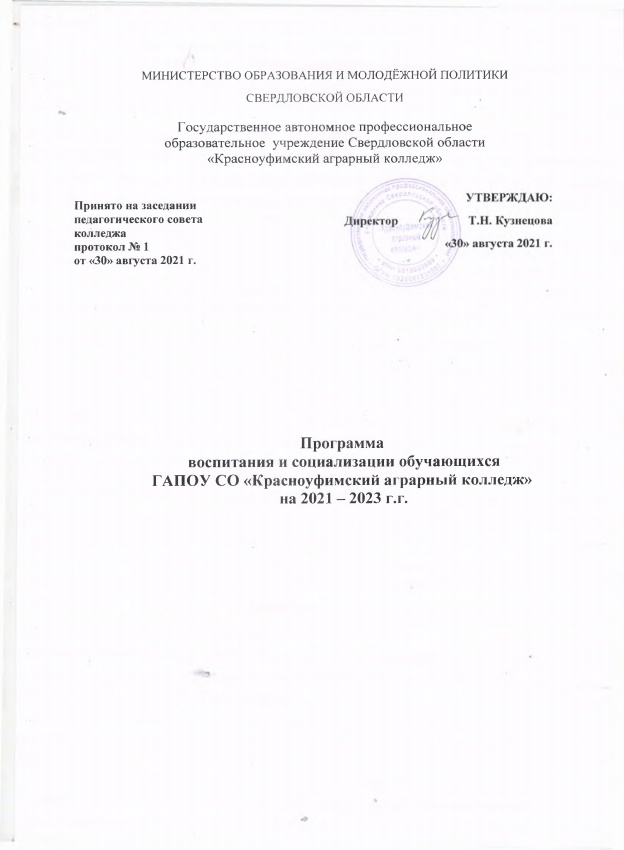 МИНИСТЕРСТВО ОБРАЗОВАНИЯ И МОЛОДЁЖНОЙ ПОЛИТИКИ
СВЕРДЛОВСКОЙ ОБЛАСТИ
Государственное автономное профессиональное
образовательное учреждение Свердловской области
«Красноуфимский аграрный колледж»
Принято на заседании
педагогического совета
колледжа
протокол № 1
от «30» августа 2021 г.
УТВЕРЖДАЮ:
Директор Т.Н. Кузнецова
«30» августа 2021 г.
Программа
воспитания и социализации обучающихся
ГАПОУ СО «Красноуфимский аграрный колледж»
на 2021 – 2023 г.г.